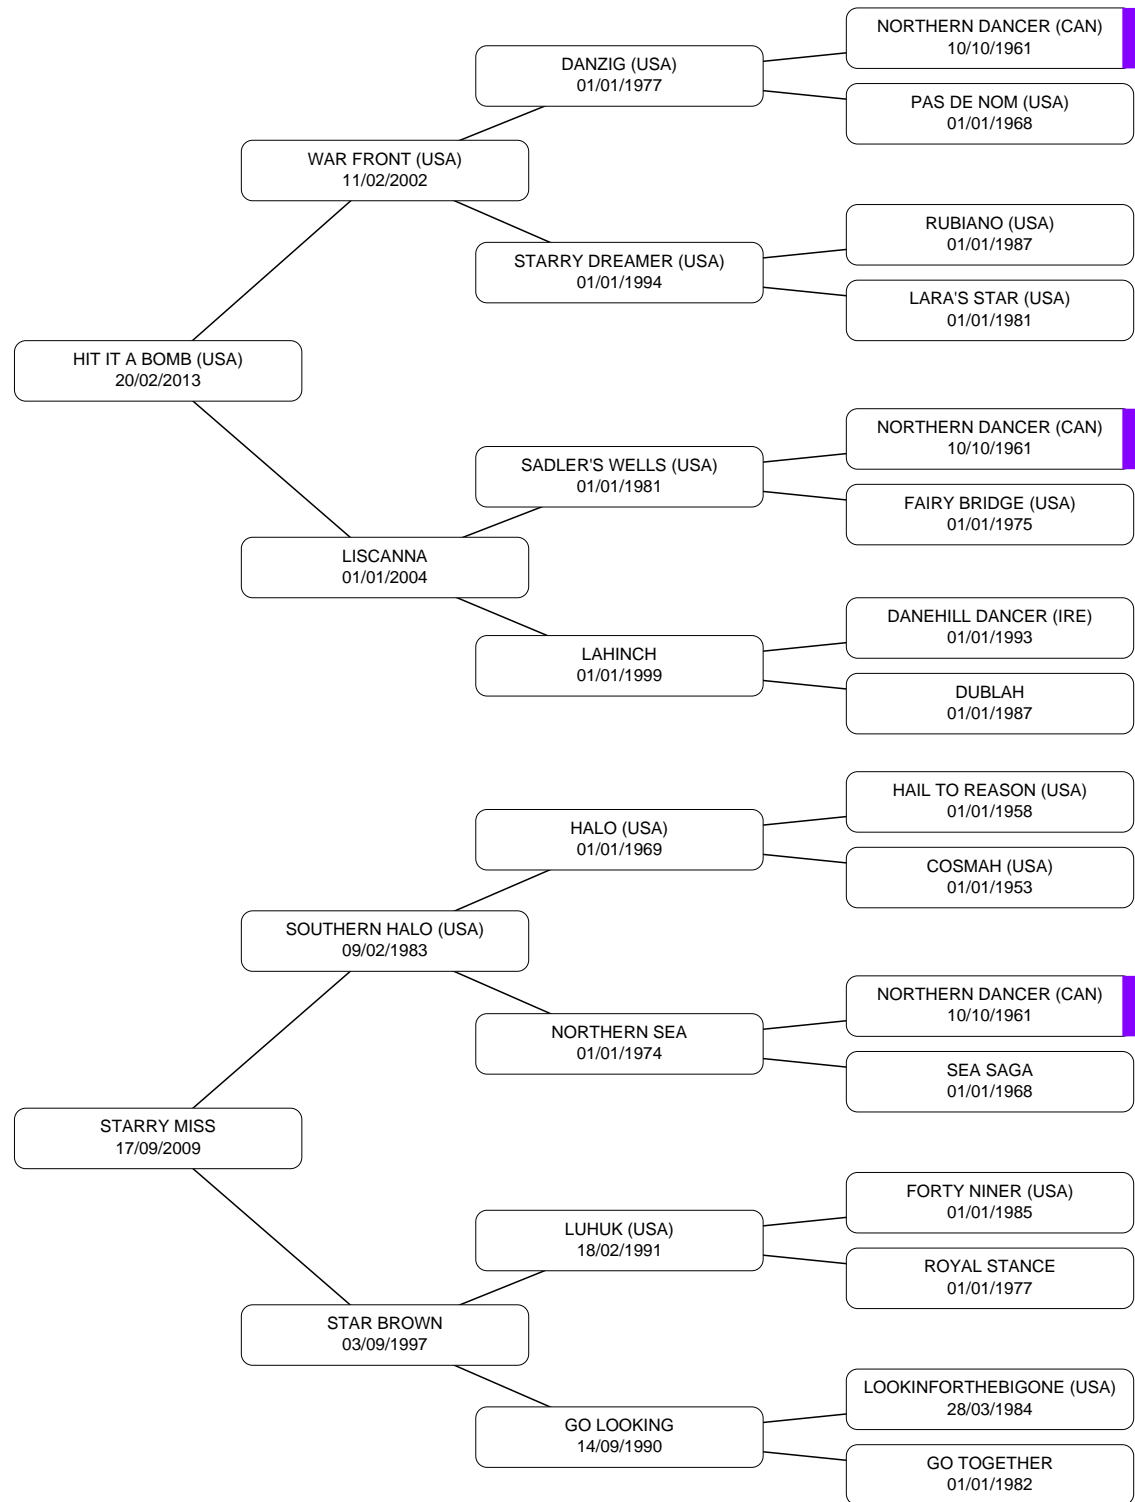 NORTHERN DANCER (CAN)
10/10/1961
DANZIG (USA)
01/01/1977
PAS DE NOM (USA)
01/01/1968
WAR FRONT (USA)
11/02/2002
RUBIANO (USA)
01/01/1987
STARRY DREAMER (USA)
01/01/1994
LARA'S STAR (USA)
01/01/1981
HIT IT A BOMB (USA)
20/02/2013
NORTHERN DANCER (CAN)
10/10/1961
SADLER'S WELLS (USA)
01/01/1981
FAIRY BRIDGE (USA)
01/01/1975
LISCANNA
01/01/2004
DANEHILL DANCER (IRE)
01/01/1993
LAHINCH
01/01/1999
DUBLAH
01/01/1987
HAIL TO REASON (USA)
01/01/1958
HALO (USA)
01/01/1969
COSMAH (USA)
01/01/1953
SOUTHERN HALO (USA)
09/02/1983
NORTHERN DANCER (CAN)
10/10/1961
NORTHERN SEA
01/01/1974
SEA SAGA
01/01/1968
STARRY MISS
17/09/2009
FORTY NINER (USA)
01/01/1985
LUHUK (USA)
18/02/1991
ROYAL STANCE
01/01/1977
STAR BROWN
03/09/1997
LOOKINFORTHEBIGONE (USA)
28/03/1984
GO LOOKING
14/09/1990
GO TOGETHER
01/01/1982